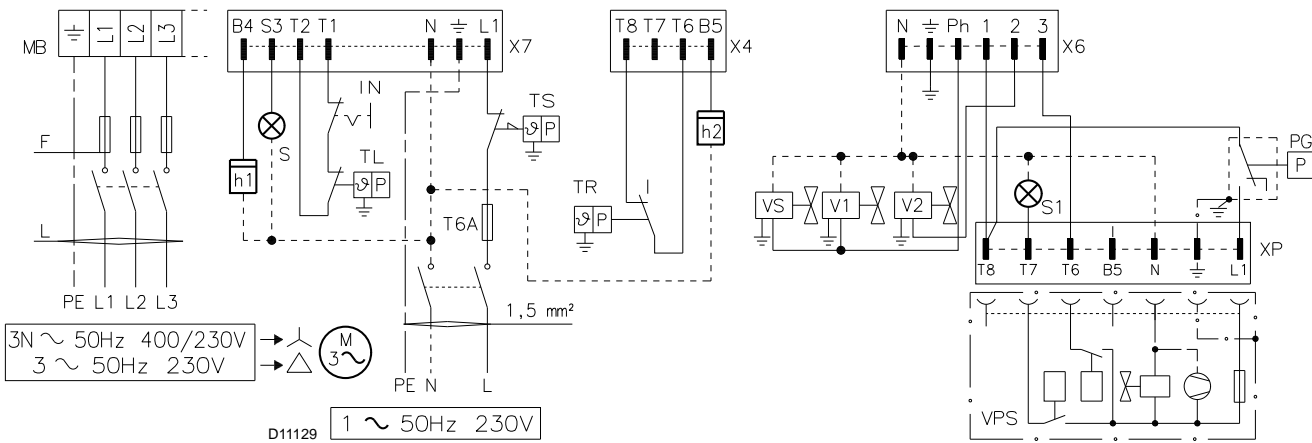 B4 S3 T2 T1 N L1 X7
T8 T7 T6 B5 X4
N Ph 1 2 3 X6
MB L1 L2 L3
IN
TS
ϑ P
h2
PG
P
F
S
TL
ϑ P
h1
TR
I
ϑ P
T6A
VS V1 V2
S1
XP
T8 T7 T6 B5 N L1
L
PE L1 L2 L3
1,5 mm²
3N ~ 50Hz 400/230V
3 ~ 50Hz 230V
M
3~
PE N L
VPS
D11129
1 ~ 50Hz 230V